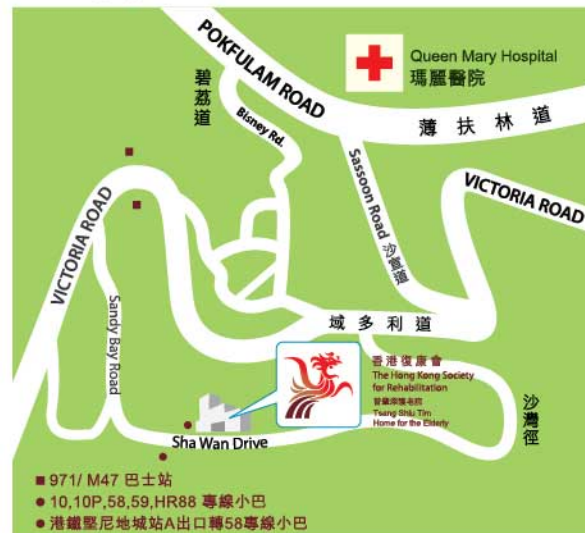 POKFULAM ROAD
Queen Mary Hospital
瑪麗醫院
碧荔道
Bisney Rd.
薄扶林道
VICTORIA ROAD
Sassoon Road 沙宣道
VICTORIA ROAD
Sandy Bay Road
域多利道
香港復康會
The Hong Kong Society
for Rehabilitation
曾肇添護老院
Tsang Shiu Tim
Home for the Elderly
沙灣徑
Sha Wan Drive
■ 971/ M47 巴士站
● 10,10P,58,59,HR88 專線小巴
● 港鐵堅尼地城站A出口轉58專線小巴